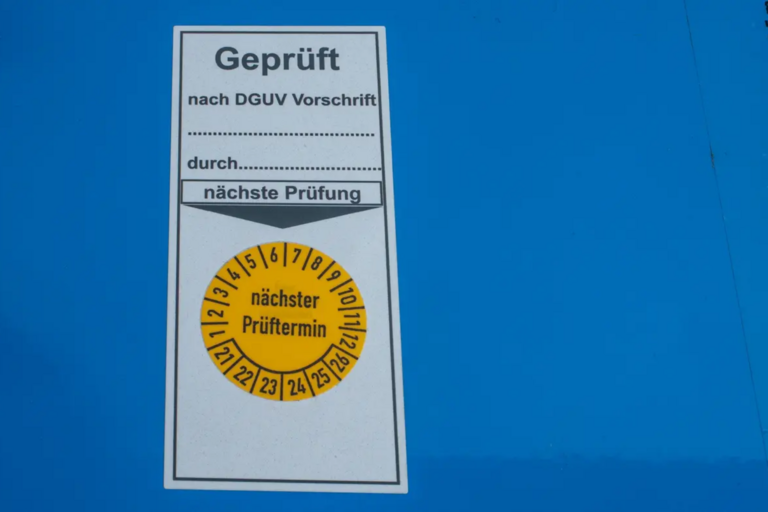 Geprüft
nach DGUV Vorschrift
......................................
durch.............................
nächste Prüfung
1 2 3 4 5 6 7 8 9 10 11 12
nächster
Prüftermin
21 22 23 24 25 26